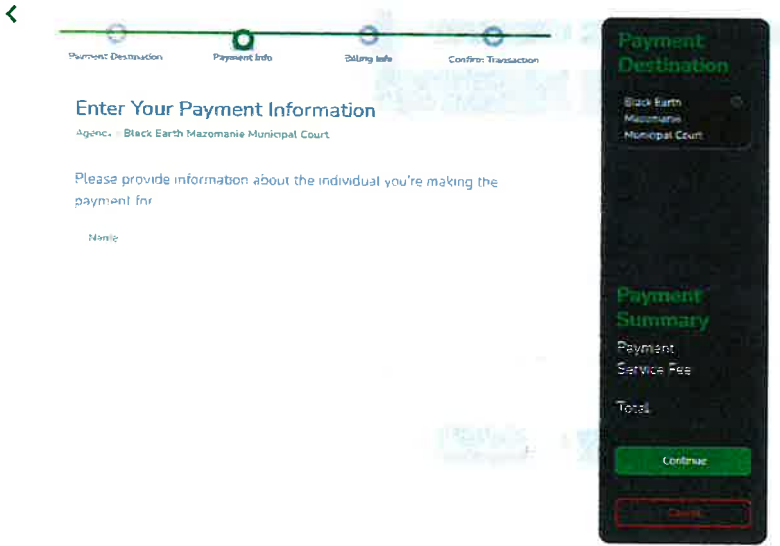 Payment Destination
Payment Info
Billing Info
Confirm Transaction
Enter Your Payment Information
Agency Black Earth Mazomanie Municipal Court
Please provide information about the individual you're making the
payment for
Name
Payment
Destination
Black Earth
Mazomanie
Municipal Court
Payment
Summary
Payment
Service Fee
Total
Continue
Cancel